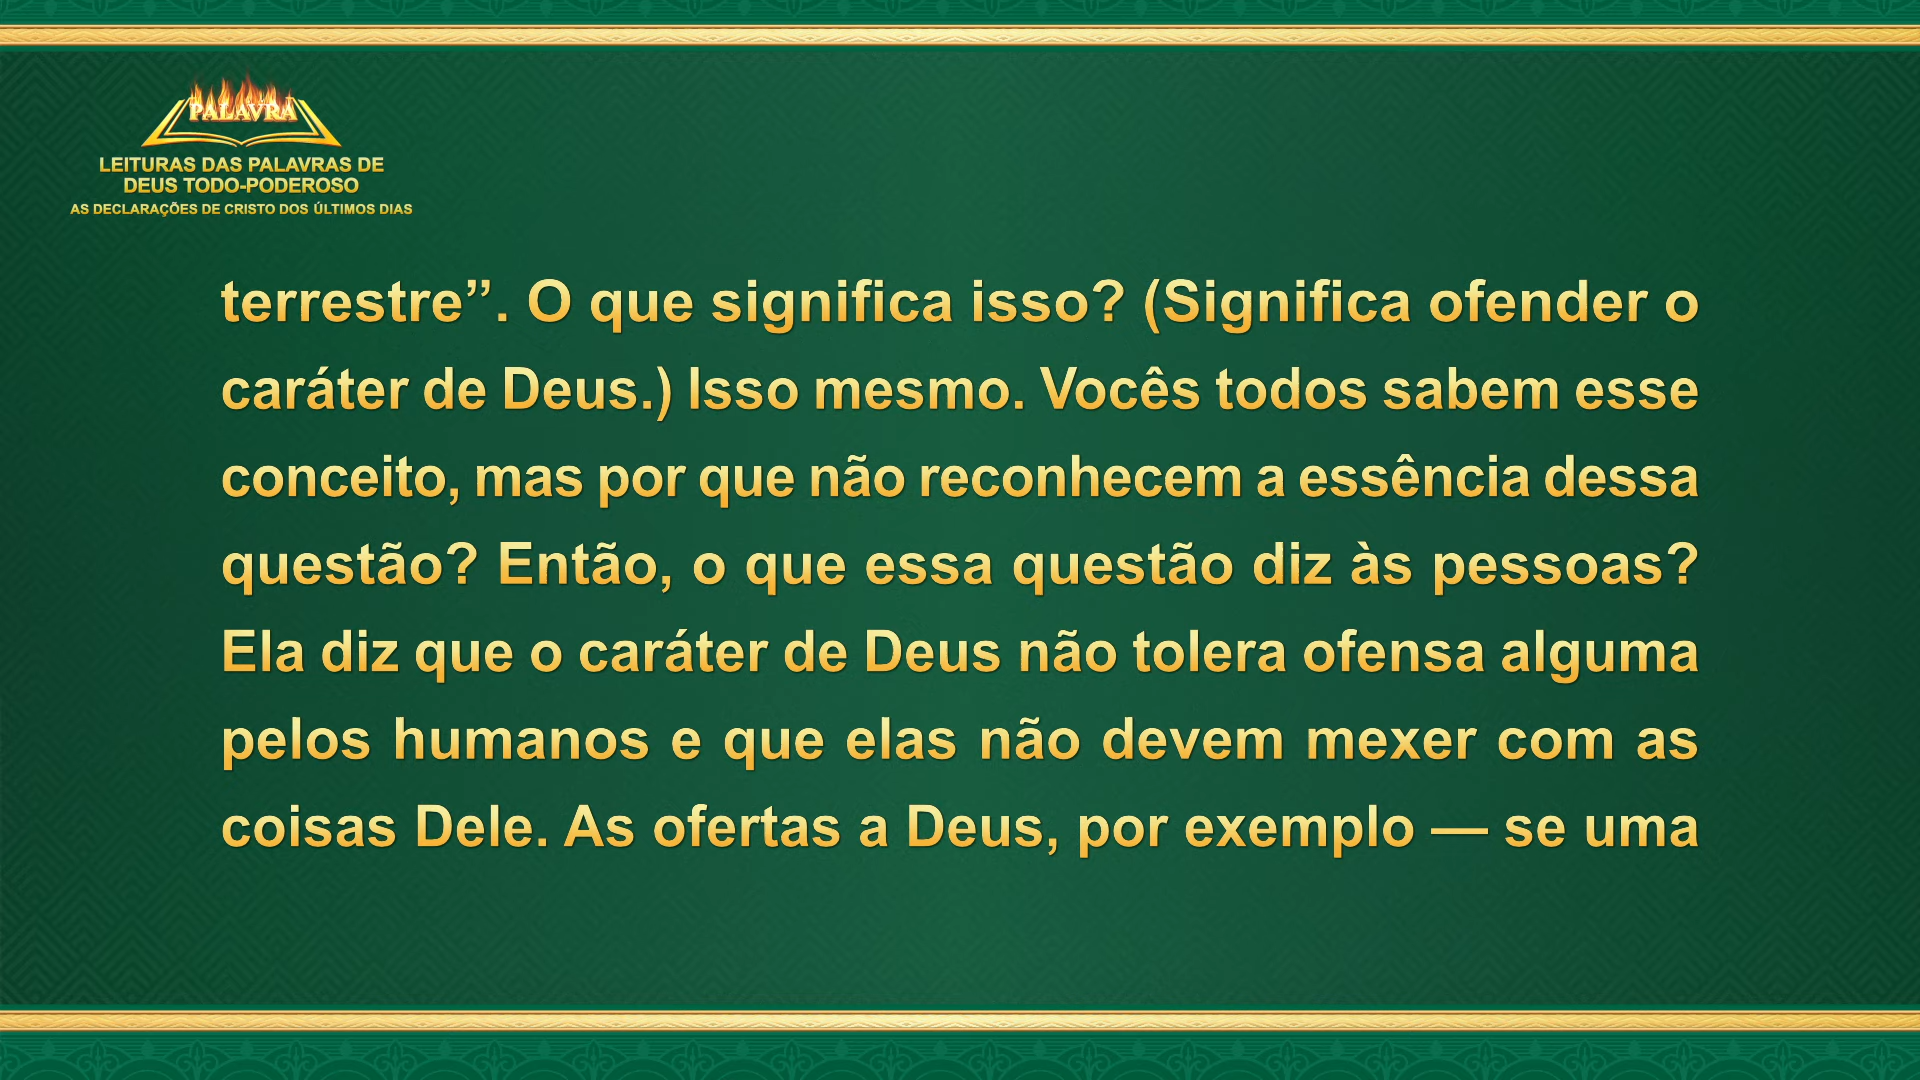 PALAVRA
LEITURAS DAS PALAVRAS DE
DEUS TODO-PODEROSO
AS DECLARAÇÕES DE CRISTO DOS ÚLTIMOS DIAS
terrestre”. O que significa isso? (Significa ofender o
caráter de Deus.) Isso mesmo. Vocês todos sabem esse
conceito, mas por que não reconhecem a essência dessa
questão? Então, o que essa questão diz às pessoas?
Ela diz que o caráter de Deus não tolera ofensa alguma
pelos humanos e que elas não devem mexer com as
coisas Dele. As ofertas a Deus, por exemplo — se uma